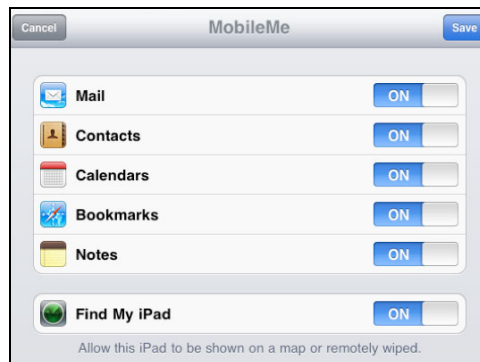 Cancel MobileMe Save
Mail ON
Contacts ON
Calendars ON
Bookmarks ON
Notes ON
Find My iPad ON
Allow this iPad to be shown on a map or remotely wiped.